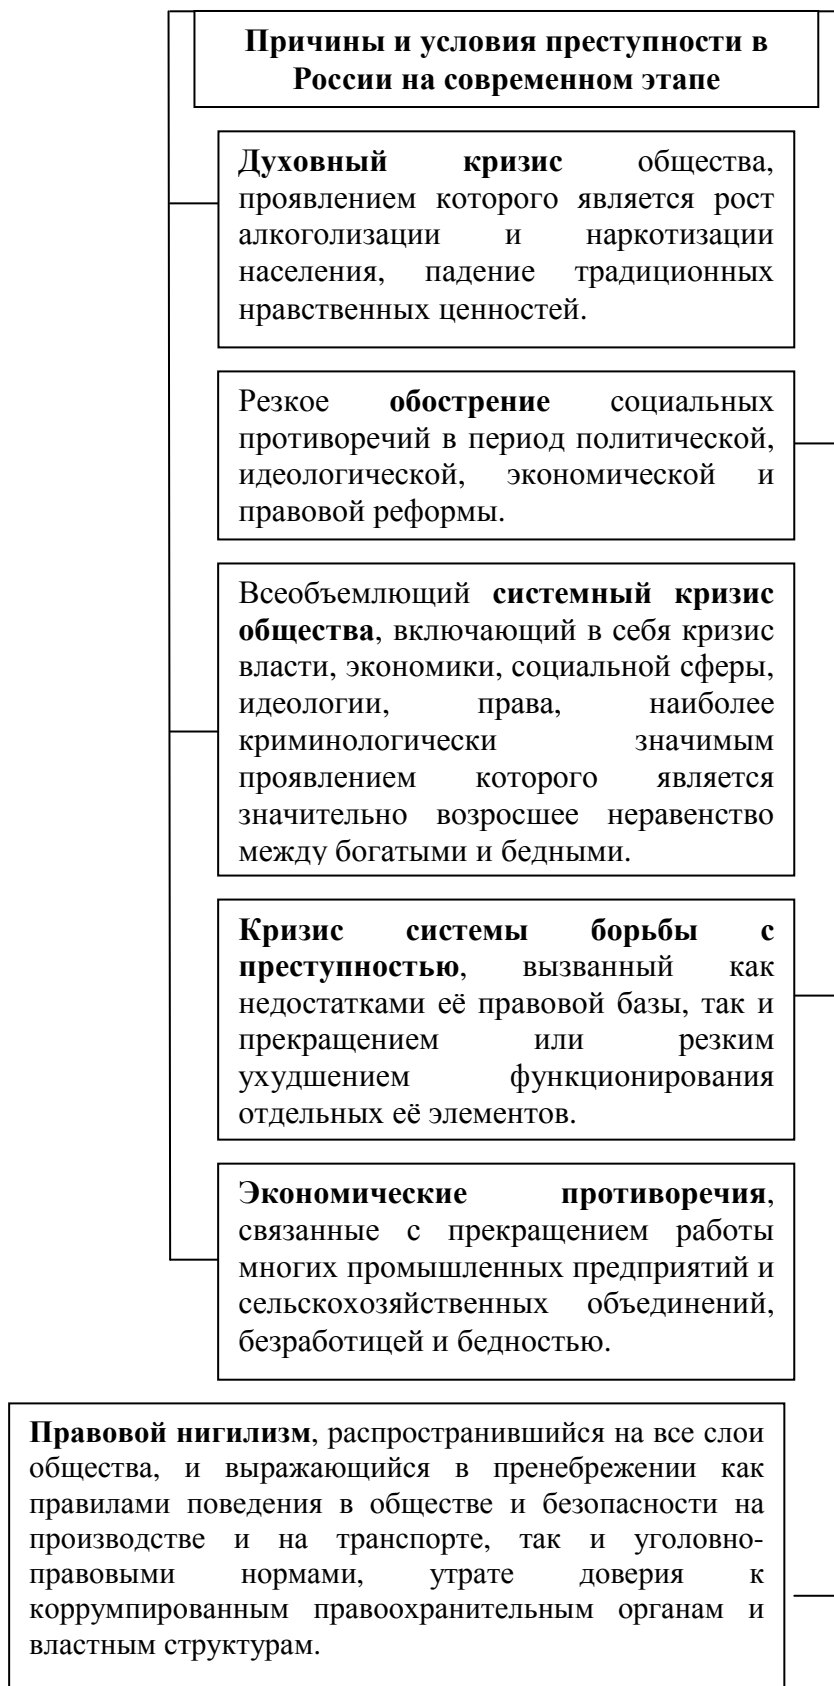 Причины и условия преступности в
России на современном этапе
Духовный кризис общества,
проявлением которого является рост
алкоголизации и наркотизации
населения, падение традиционных
нравственных ценностей.
Резкое обострение социальных
противоречий в период политической,
идеологической, экономической и
правовой реформы.
Всеобъемлющий системный кризис
общества, включающий в себя кризис
власти, экономики, социальной сферы,
идеологии, права, наиболее
криминологически значимым
проявлением которого является
значительно возросшее неравенство
между богатыми и бедными.
Кризис системы борьбы с
преступностью, вызванный как
недостатками её правовой базы, так и
прекращением или резким
ухудшением функционирования
отдельных её элементов.
Экономические противоречия,
связанные с прекращением работы
многих промышленных предприятий и
сельскохозяйственных объединений,
безработицей и бедностью.
Правовой нигилизм, распространившийся на все слои
общества, и выражающийся в пренебрежении как
правилами поведения в обществе и безопасности на
производстве и на транспорте, так и уголовно-
правовыми нормами, утрате доверия к
коррумпированным правоохранительным органам и
властным структурам.